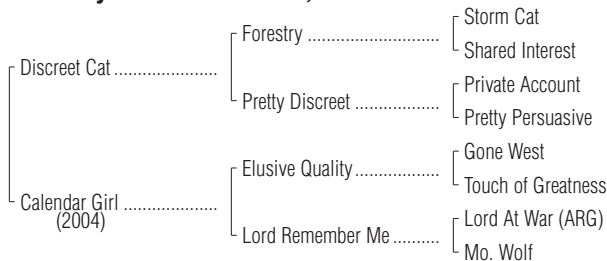 Storm Cat
Forestry
Shared Interest
Discreet Cat
Private Account
Pretty Discreet
Pretty Persuasive
Gone West
Elusive Quality
Touch of Greatness
Calendar Girl
(2004)
Lord At War (ARG)
Lord Remember Me
Mo. Wolf